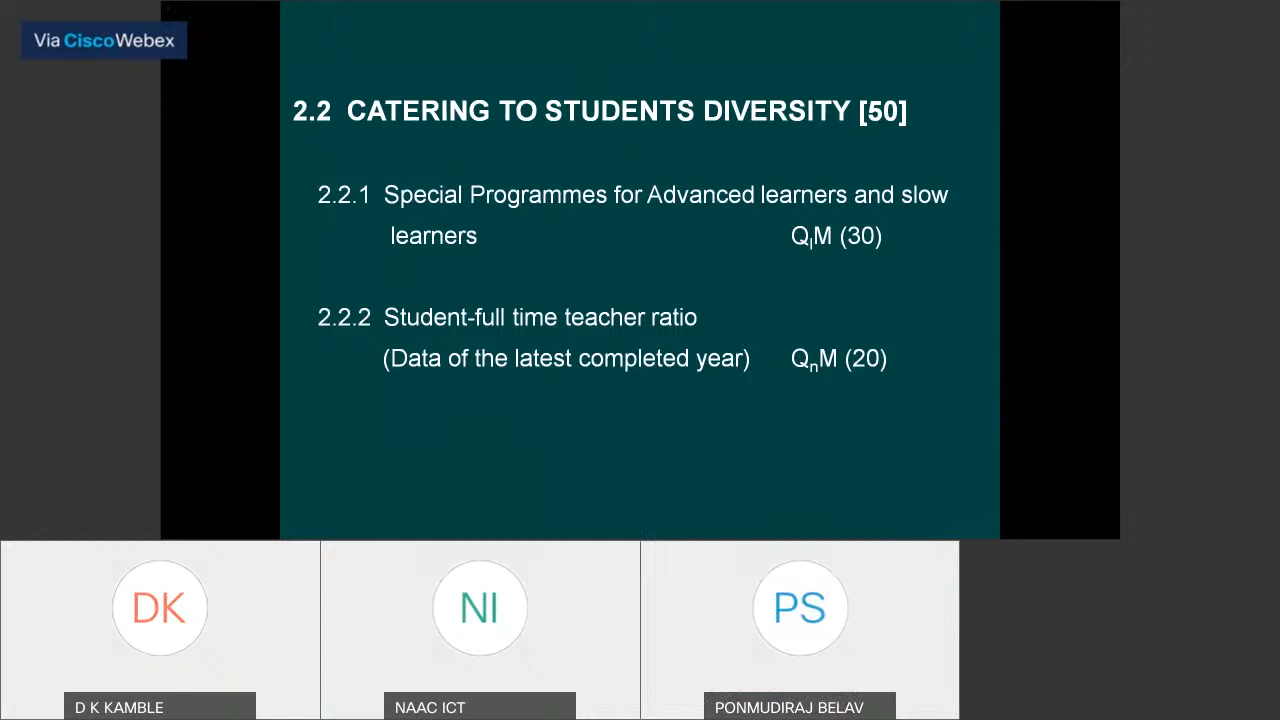 Via CiscoWebex
2.2 CATERING TO STUDENTS DIVERSITY [50]
2.2.1 Special Programmes for Advanced learners and slow
learners QlM (30)
2.2.2 Student-full time teacher ratio
(Data of the latest completed year) QnM (20)
DK
NI
PS
D K KAMBLE
NAAC ICT
PONMUDIRAJ BELAV